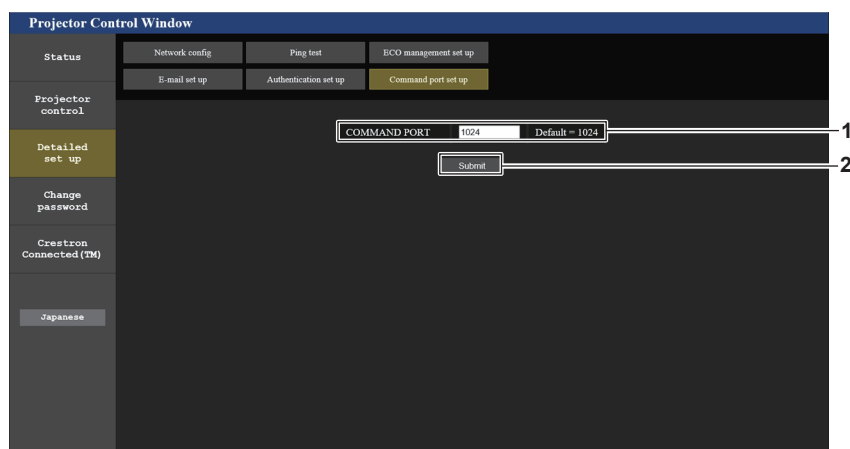 Projector Control Window
Status
Network config
Ping test
ECO management set up
E-mail set up
Authentication set up
Command port set up
Projector
control
Detailed
set up
Change
password
Crestron
Connected(TM)
Japanese
COMMAND PORT 1024 Default = 1024
1
Submit
2